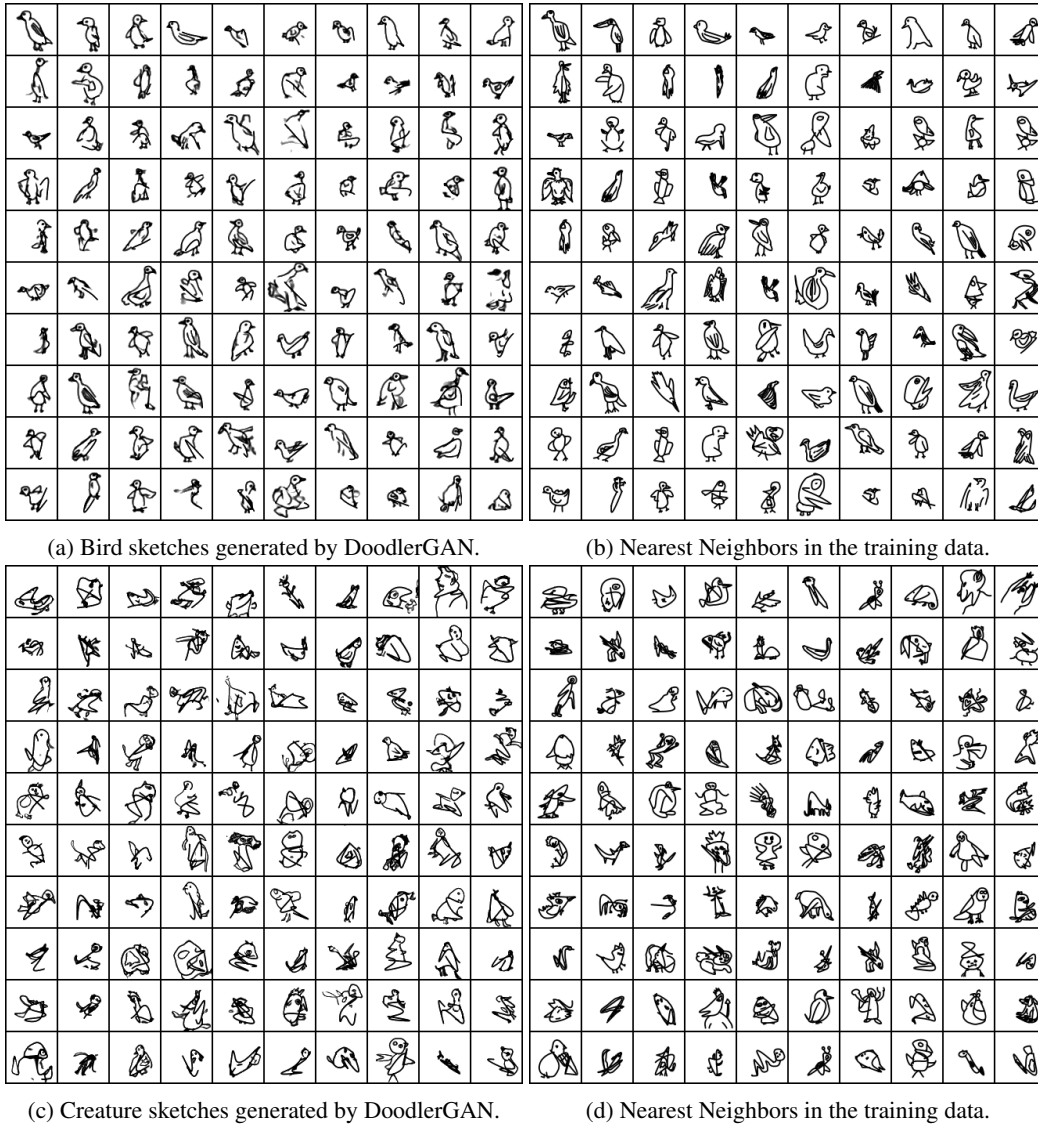 (a) Bird sketches generated by DoodlerGAN.
(b) Nearest Neighbors in the training data.
(c) Creature sketches generated by DoodlerGAN.
(d) Nearest Neighbors in the training data.